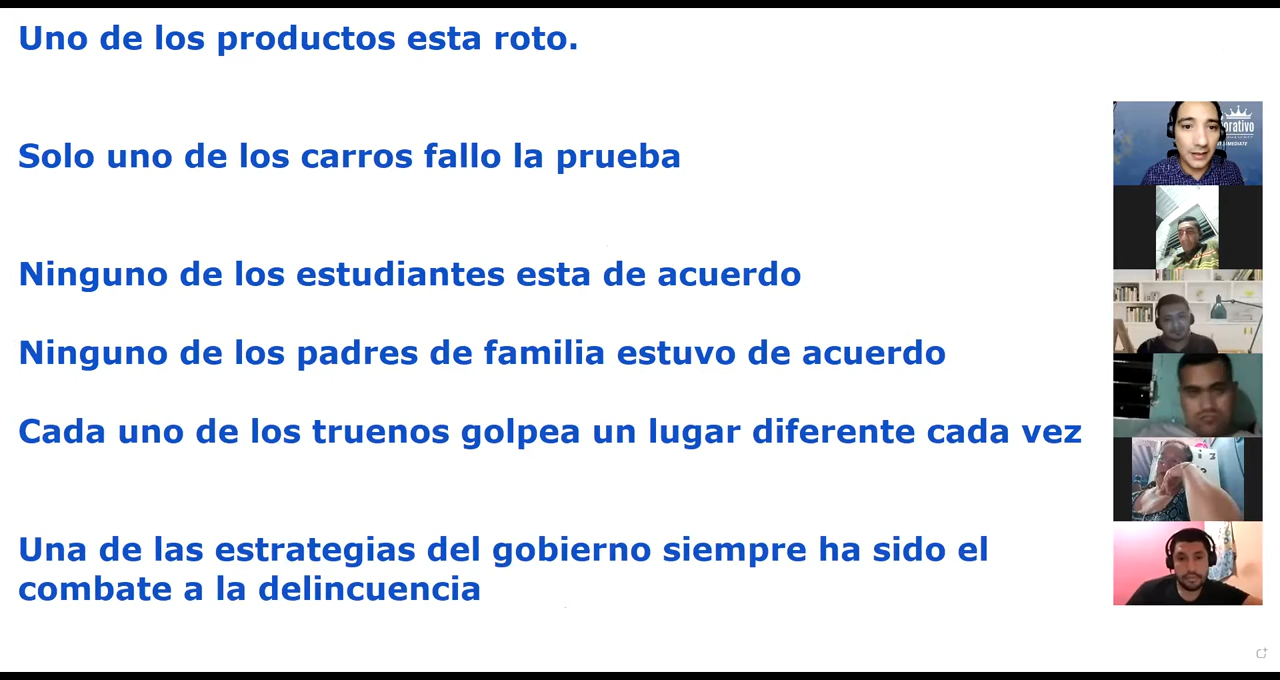 Uno de los productos esta roto.
Solo uno de los carros fallo la prueba
Ninguno de los estudiantes esta de acuerdo
Ninguno de los padres de familia estuvo de acuerdo
Cada uno de los truenos golpea un lugar diferente cada vez
Una de las estrategias del gobierno siempre ha sido el
combate a la delincuencia
orativo